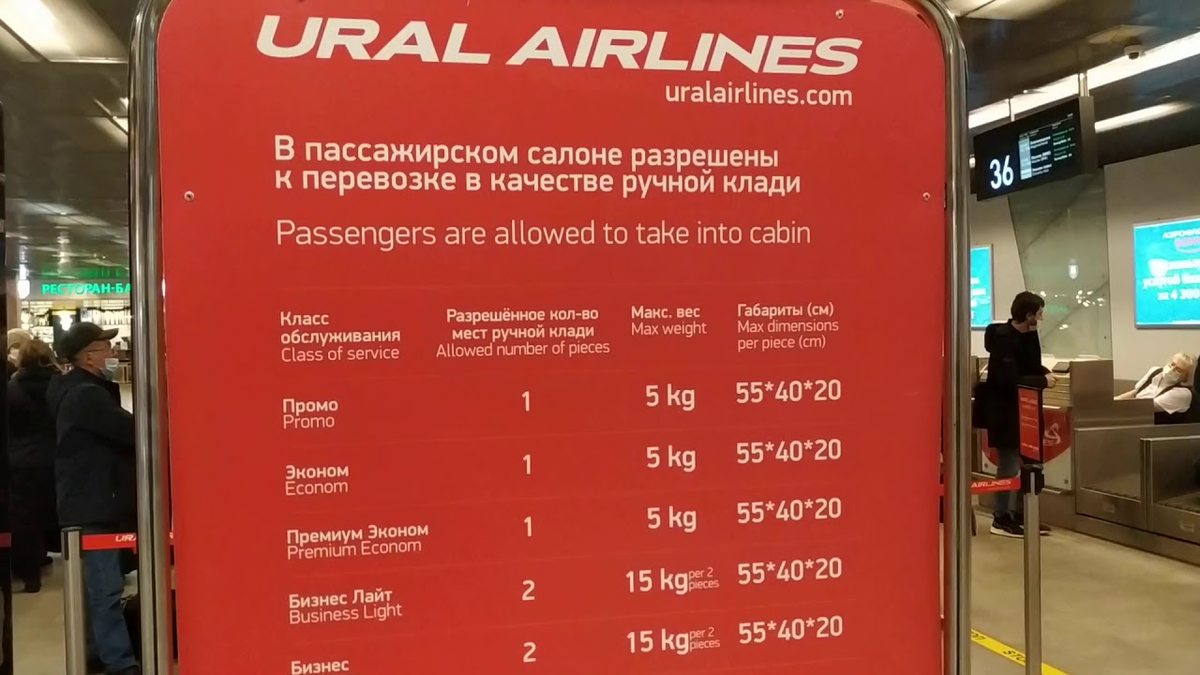 URAL AIRLINES
uralairlines.com
В пассажирском салоне разрешены
к перевозке в качестве ручной клади
Passengers are allowed to take into cabin
Класс
обслуживания
Class of service
Разрешённое кол-во
мест ручной клади
Allowed number of pieces
Макс. вес
Max weight
Габариты (см)
Max dimensions
per piece (cm)
Промо
Promo
1
5 kg
55*40*20
Эконом
Econom
1
5 kg
55*40*20
Премиум Эконом
Premium Econom
1
5 kg
55*40*20
Бизнес Лайт
Business Light
2
15 kg per 2
pieces
55*40*20
Бизнес
2
15 kg per 2
pieces
55*40*20
36
РЕСТОРАН-БА
URA
AIRLINES